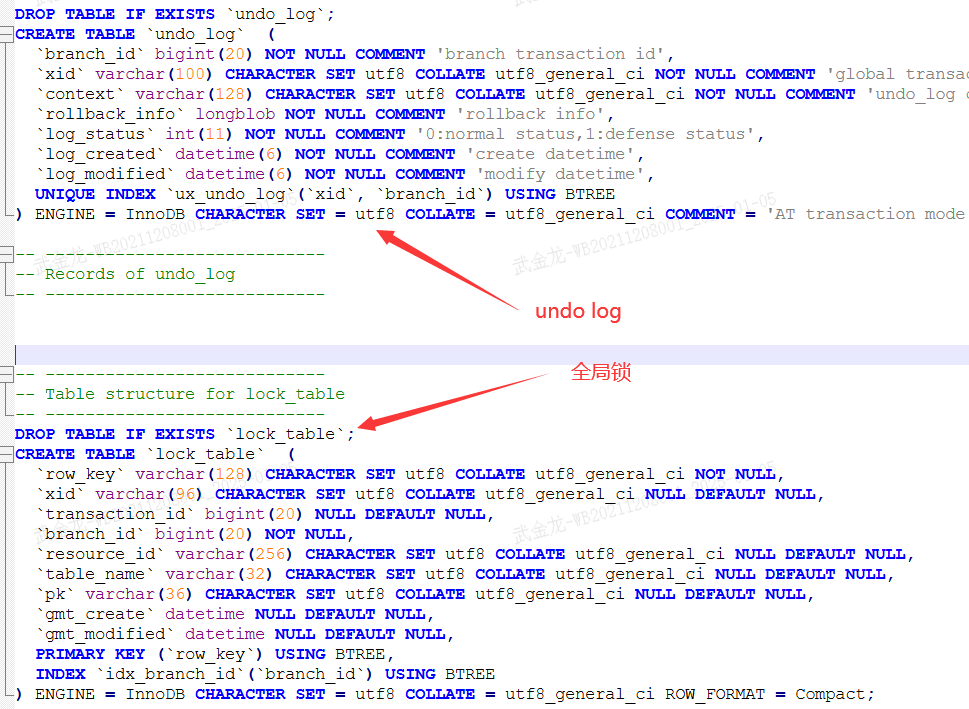 DROP TABLE IF EXISTS `undo_log`;
CREATE TABLE `undo_log`  (
  `branch_id` bigint(20) NOT NULL COMMENT 'branch transaction id',
  `xid` varchar(100) CHARACTER SET utf8 COLLATE utf8_general_ci NOT NULL COMMENT 'global transac
  `context` varchar(128) CHARACTER SET utf8 COLLATE utf8_general_ci NOT NULL COMMENT 'undo_log c
  `rollback_info` longblob NOT NULL COMMENT 'rollback info',
  `log_status` int(11) NOT NULL COMMENT '0:normal status,1:defense status',
  `log_created` datetime(6) NOT NULL COMMENT 'create datetime',
  `log_modified` datetime(6) NOT NULL COMMENT 'modify datetime',
  UNIQUE INDEX `ux_undo_log`(`xid`, `branch_id`) USING BTREE
) ENGINE = InnoDB CHARACTER SET = utf8 COLLATE = utf8_general_ci COMMENT = 'AT transaction mode
-- ----------------------------
-- Records of undo_log
-- ----------------------------
undo log
全局锁
-- ----------------------------
-- Table structure for lock_table
-- ----------------------------
DROP TABLE IF EXISTS `lock_table`;
CREATE TABLE `lock_table`  (
  `row_key` varchar(128) CHARACTER SET utf8 COLLATE utf8_general_ci NOT NULL,
  `xid` varchar(96) CHARACTER SET utf8 COLLATE utf8_general_ci NULL DEFAULT NULL,
  `transaction_id` bigint(20) NULL DEFAULT NULL,
  `branch_id` bigint(20) NOT NULL,
  `resource_id` varchar(256) CHARACTER SET utf8 COLLATE utf8_general_ci NULL DEFAULT NULL,
  `table_name` varchar(32) CHARACTER SET utf8 COLLATE utf8_general_ci NULL DEFAULT NULL,
  `pk` varchar(36) CHARACTER SET utf8 COLLATE utf8_general_ci NULL DEFAULT NULL,
  `gmt_create` datetime NULL DEFAULT NULL,
  `gmt_modified` datetime NULL DEFAULT NULL,
  PRIMARY KEY (`row_key`) USING BTREE,
  INDEX `idx_branch_id`(`branch_id`) USING BTREE
) ENGINE = InnoDB CHARACTER SET = utf8 COLLATE = utf8_general_ci ROW_FORMAT = Compact;